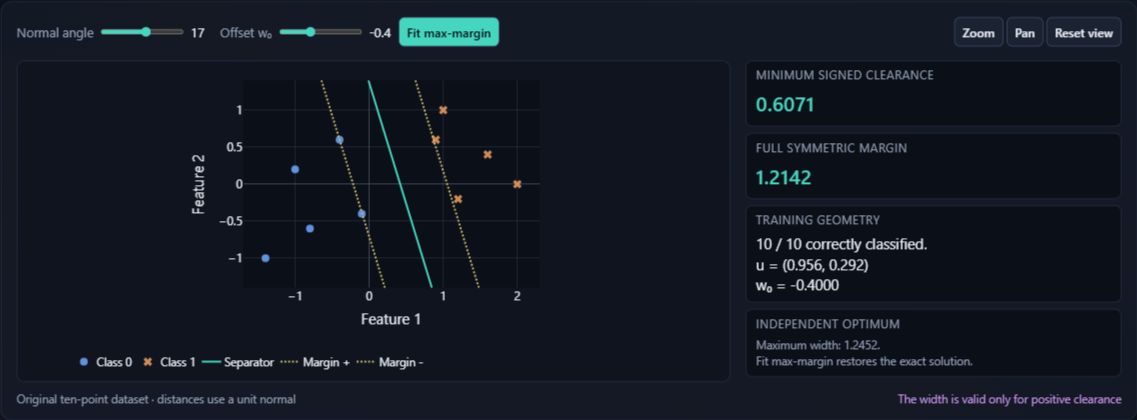 Normal angle 17 Offset w₀ -0.4 Fit max-margin Zoom Pan Reset view
1
0.5
0
−0.5
−1
Feature 2
−1 0 1 2
Feature 1
Class 0 Class 1 Separator Margin + Margin -
MINIMUM SIGNED CLEARANCE
0.6071
FULL SYMMETRIC MARGIN
1.2142
TRAINING GEOMETRY
10 / 10 correctly classified.
u = (0.956, 0.292)
w₀ = -0.4000
INDEPENDENT OPTIMUM
Maximum width: 1.2452.
Fit max-margin restores the exact solution.
Original ten-point dataset · distances use a unit normal
The width is valid only for positive clearance